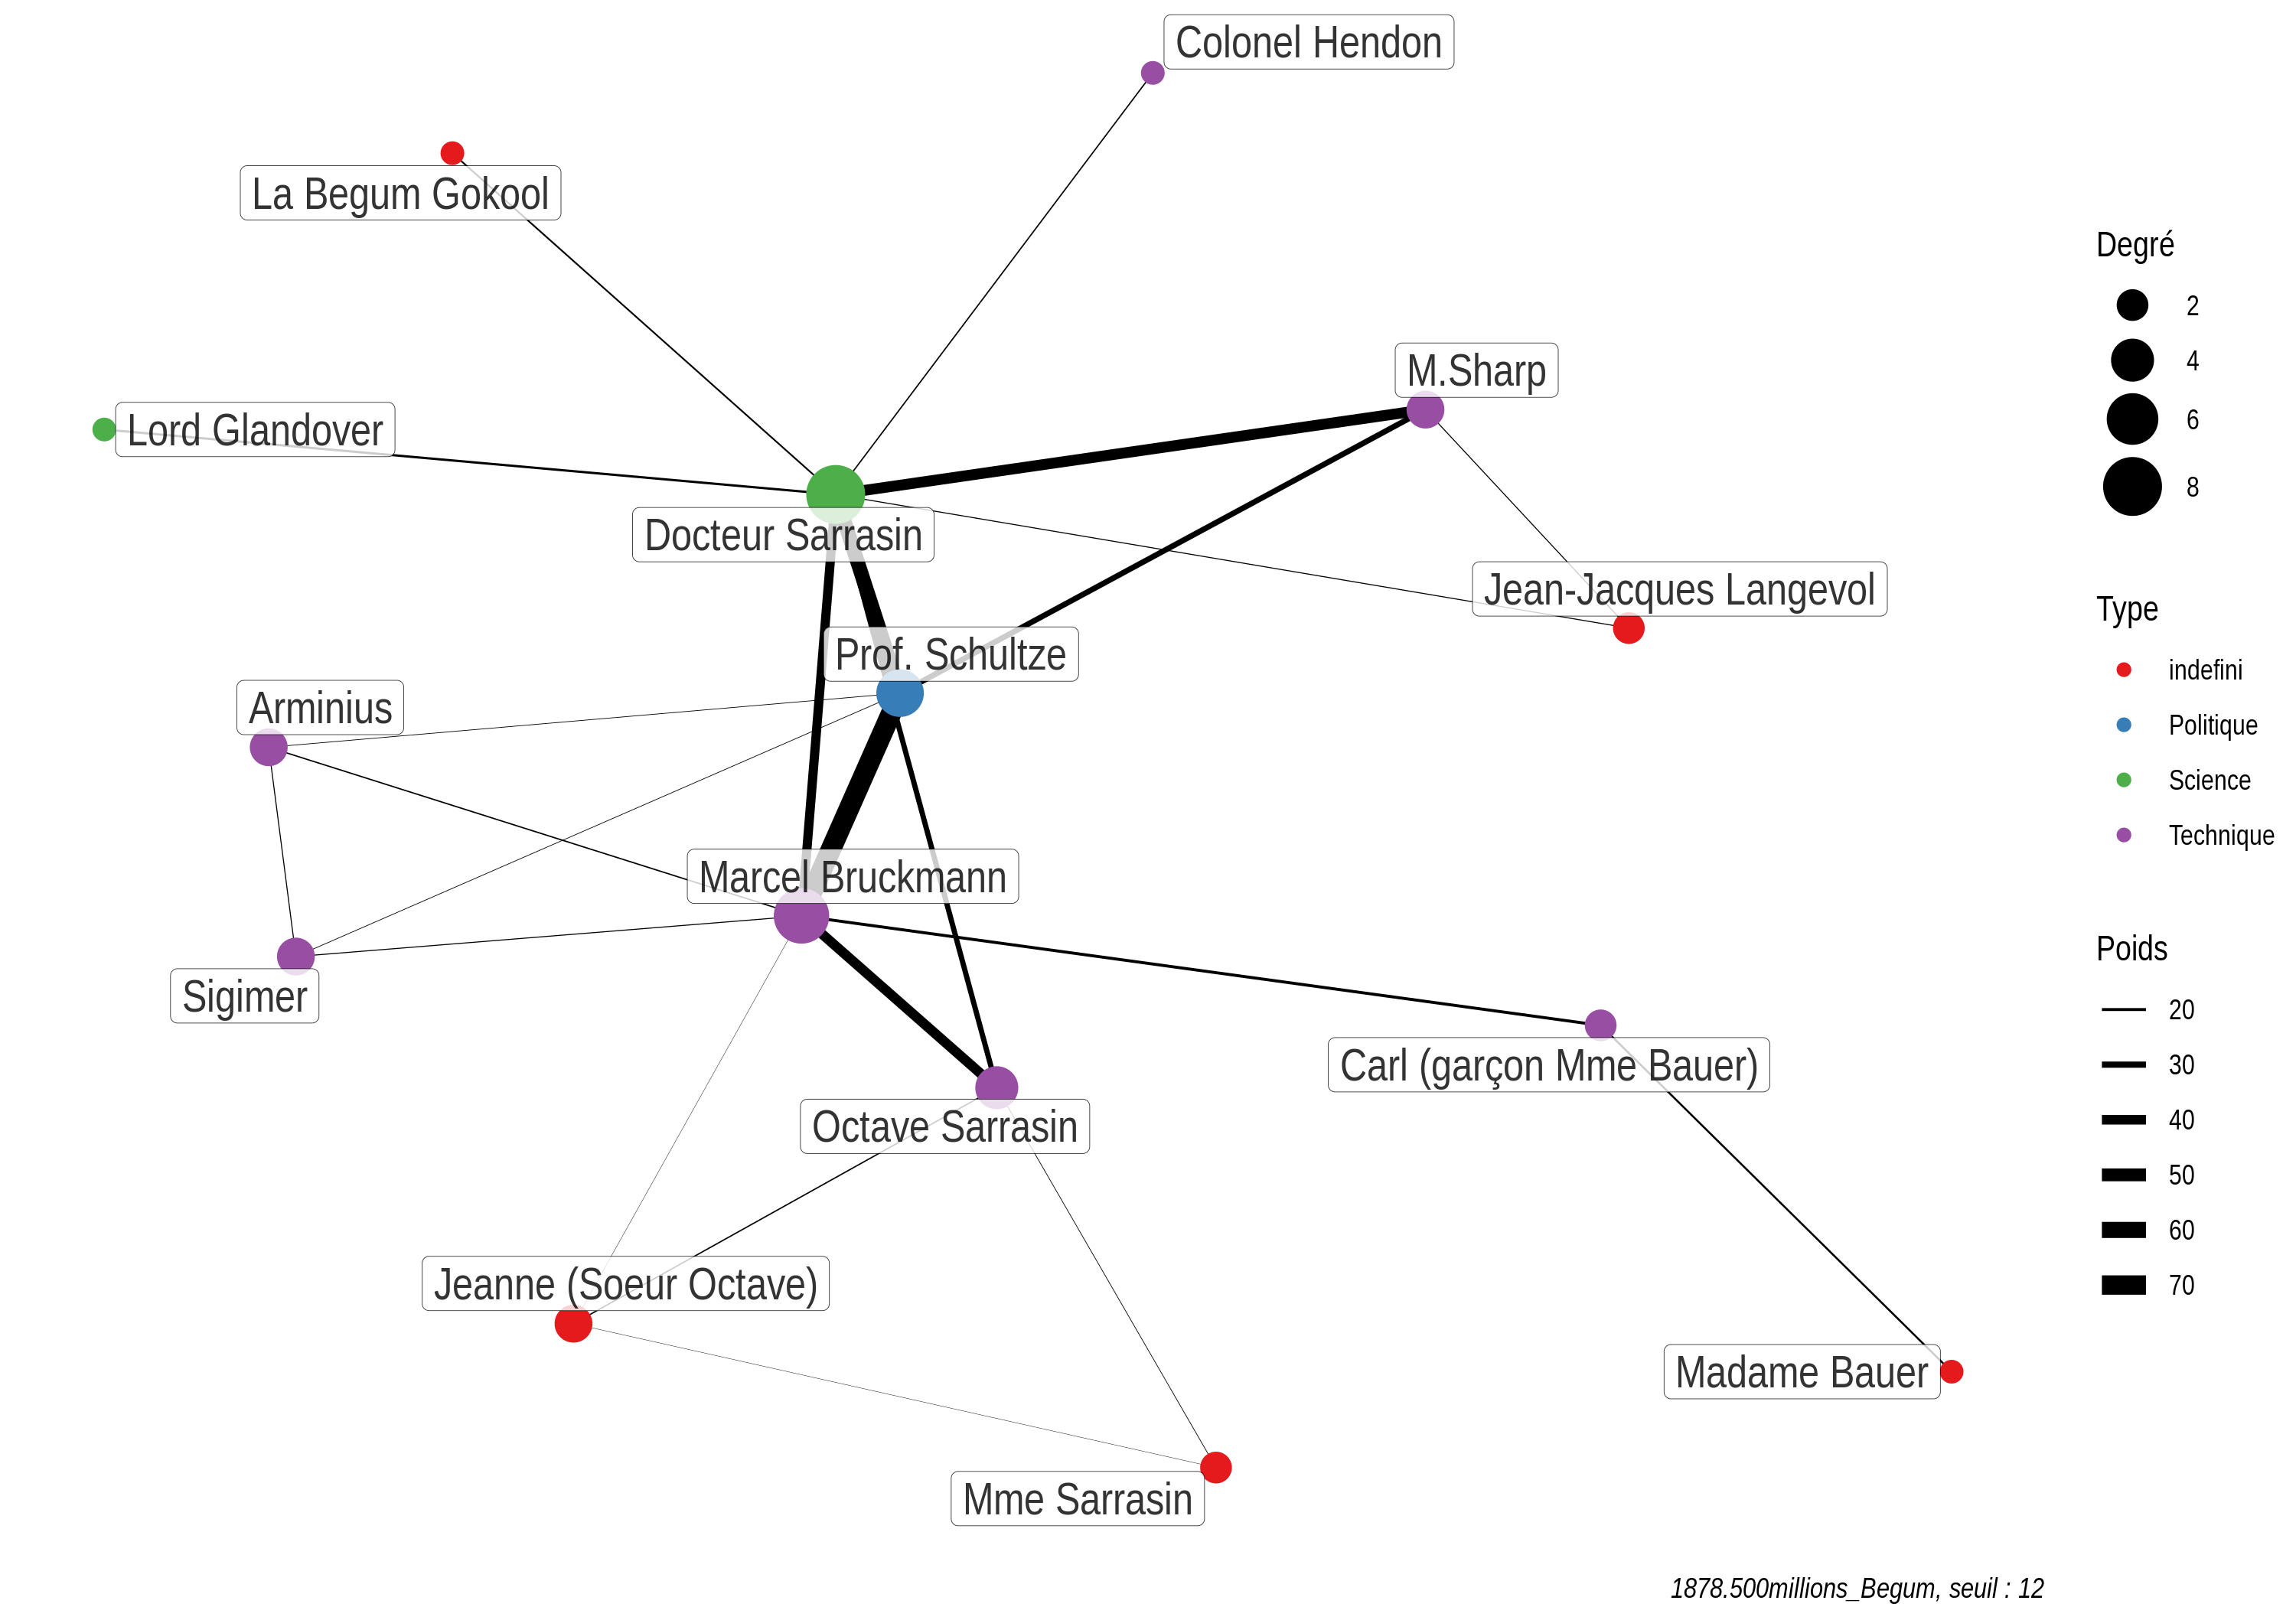 Colonel Hendon
La Begum Gokool
M.Sharp
Lord Glandover
Docteur Sarrasin
Jean-Jacques Langevol
Prof. Schultze
Arminius
Marcel Bruckmann
Sigimer
Carl (garçon Mme Bauer)
Octave Sarrasin
Jeanne (Soeur Octave)
Madame Bauer
Mme Sarrasin
Degré
2
4
6
8
Type
indefini
Politique
Science
Technique
Poids
20
30
40
50
60
70
1878.500millions_Begum, seuil : 12